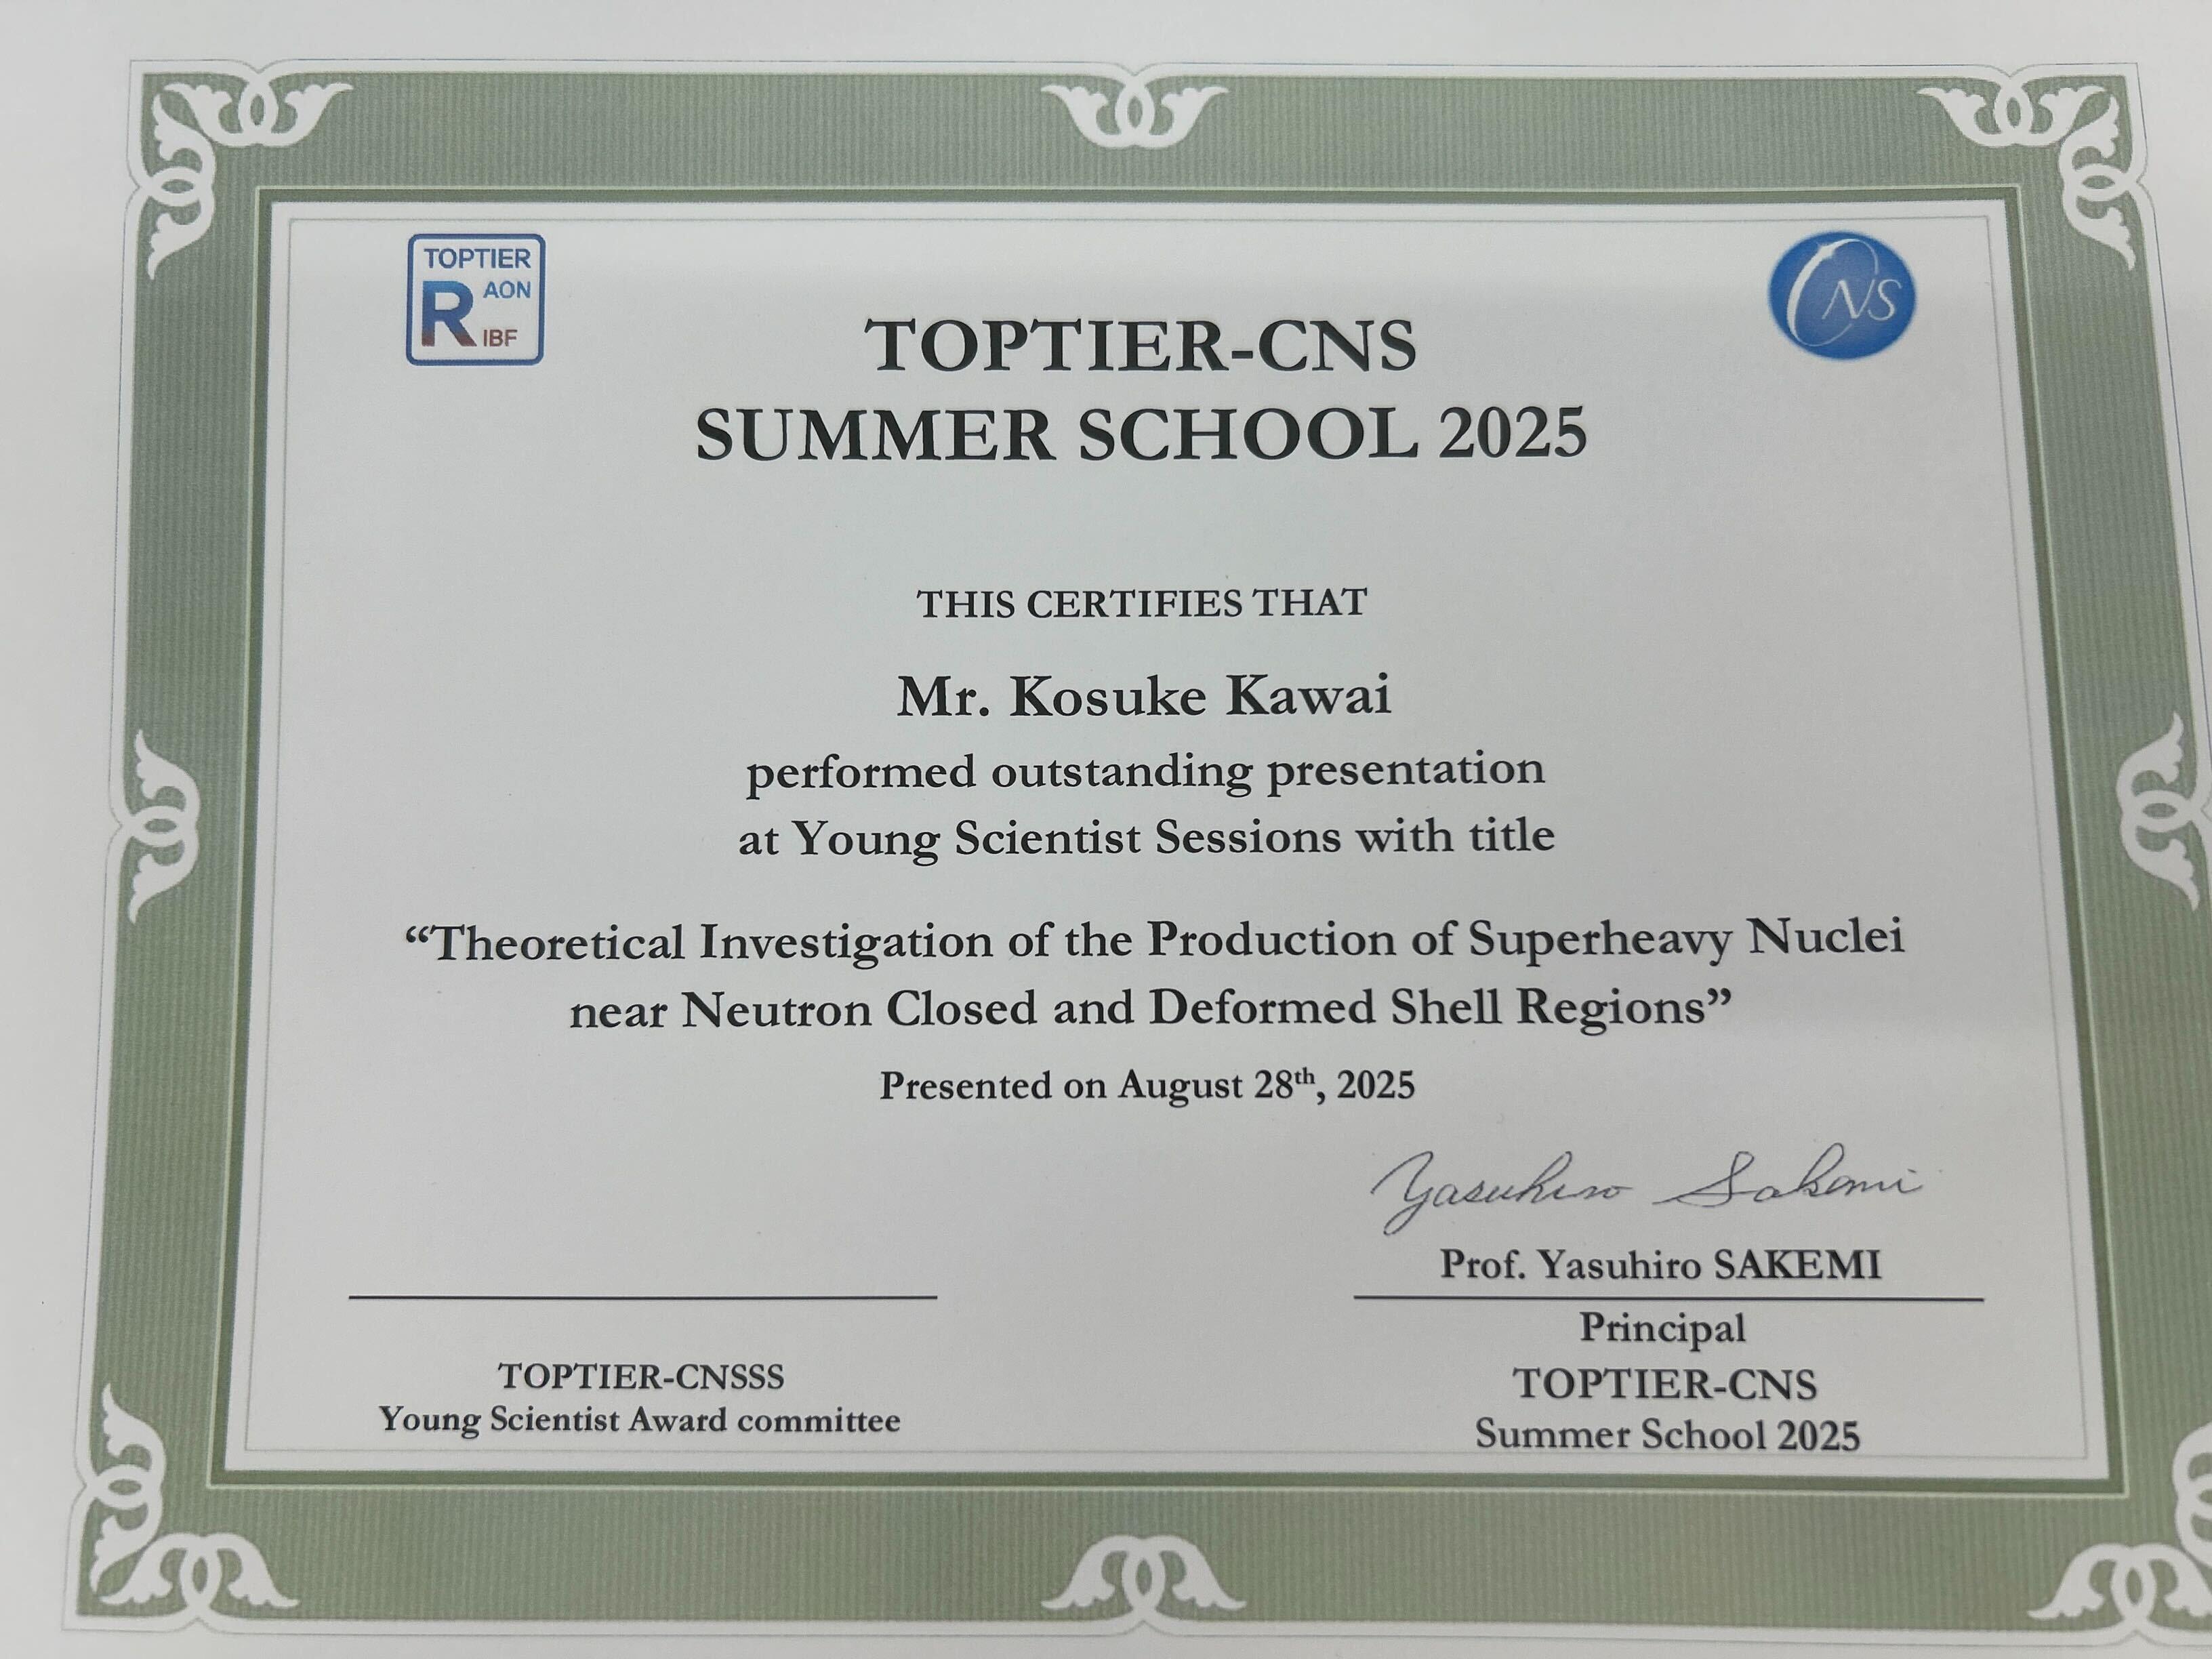 TOPTIER
R AON
IBF
CNS
TOPTIER-CNS
SUMMER SCHOOL 2025
THIS CERTIFIES THAT
Mr. Kosuke Kawai
performed outstanding presentation
at Young Scientist Sessions with title
“Theoretical Investigation of the Production of Superheavy Nuclei
near Neutron Closed and Deformed Shell Regions”
Presented on August 28th, 2025
Yasuhiro Sakemi
Prof. Yasuhiro SAKEMI
Principal
TOPTIER-CNS
Summer School 2025
TOPTIER-CNSSS
Young Scientist Award committee